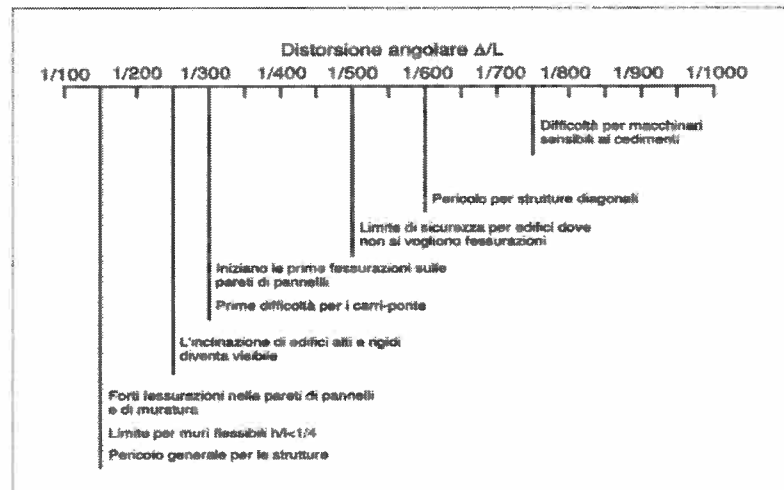 Distorsione angolare Δ/L
1/100 1/200 1/300 1/400 1/500 1/600 1/700 1/800 1/900 1/1000
Difficoltà per macchinari
sensibili ai cedimenti
Pericolo per strutture diagonali
Limite di sicurezza per edifici dove
non si vogliono fessurazioni
Iniziano le prime fessurazioni sulle
pareti di pannelli
Prime difficoltà per i carri-ponte
L'inclinazione di edifici alti e rigidi
diventa visibile
Forti fessurazioni nelle pareti di pannelli
e di muratura
Limite per muri flessibili h/l<1/4
Pericolo generale per le strutture